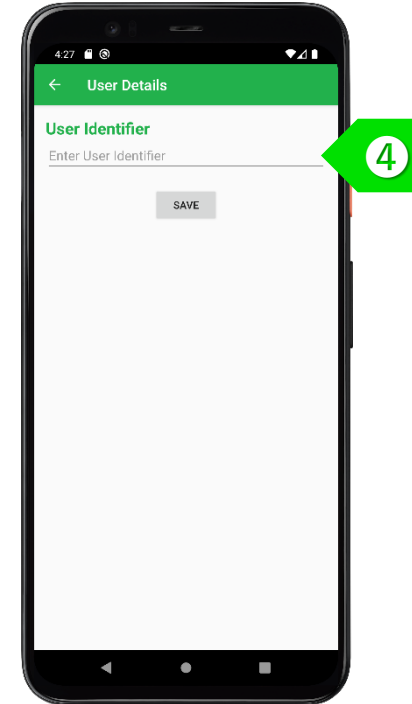 4:27
User Details
User Identifier
Enter User Identifier
4
SAVE